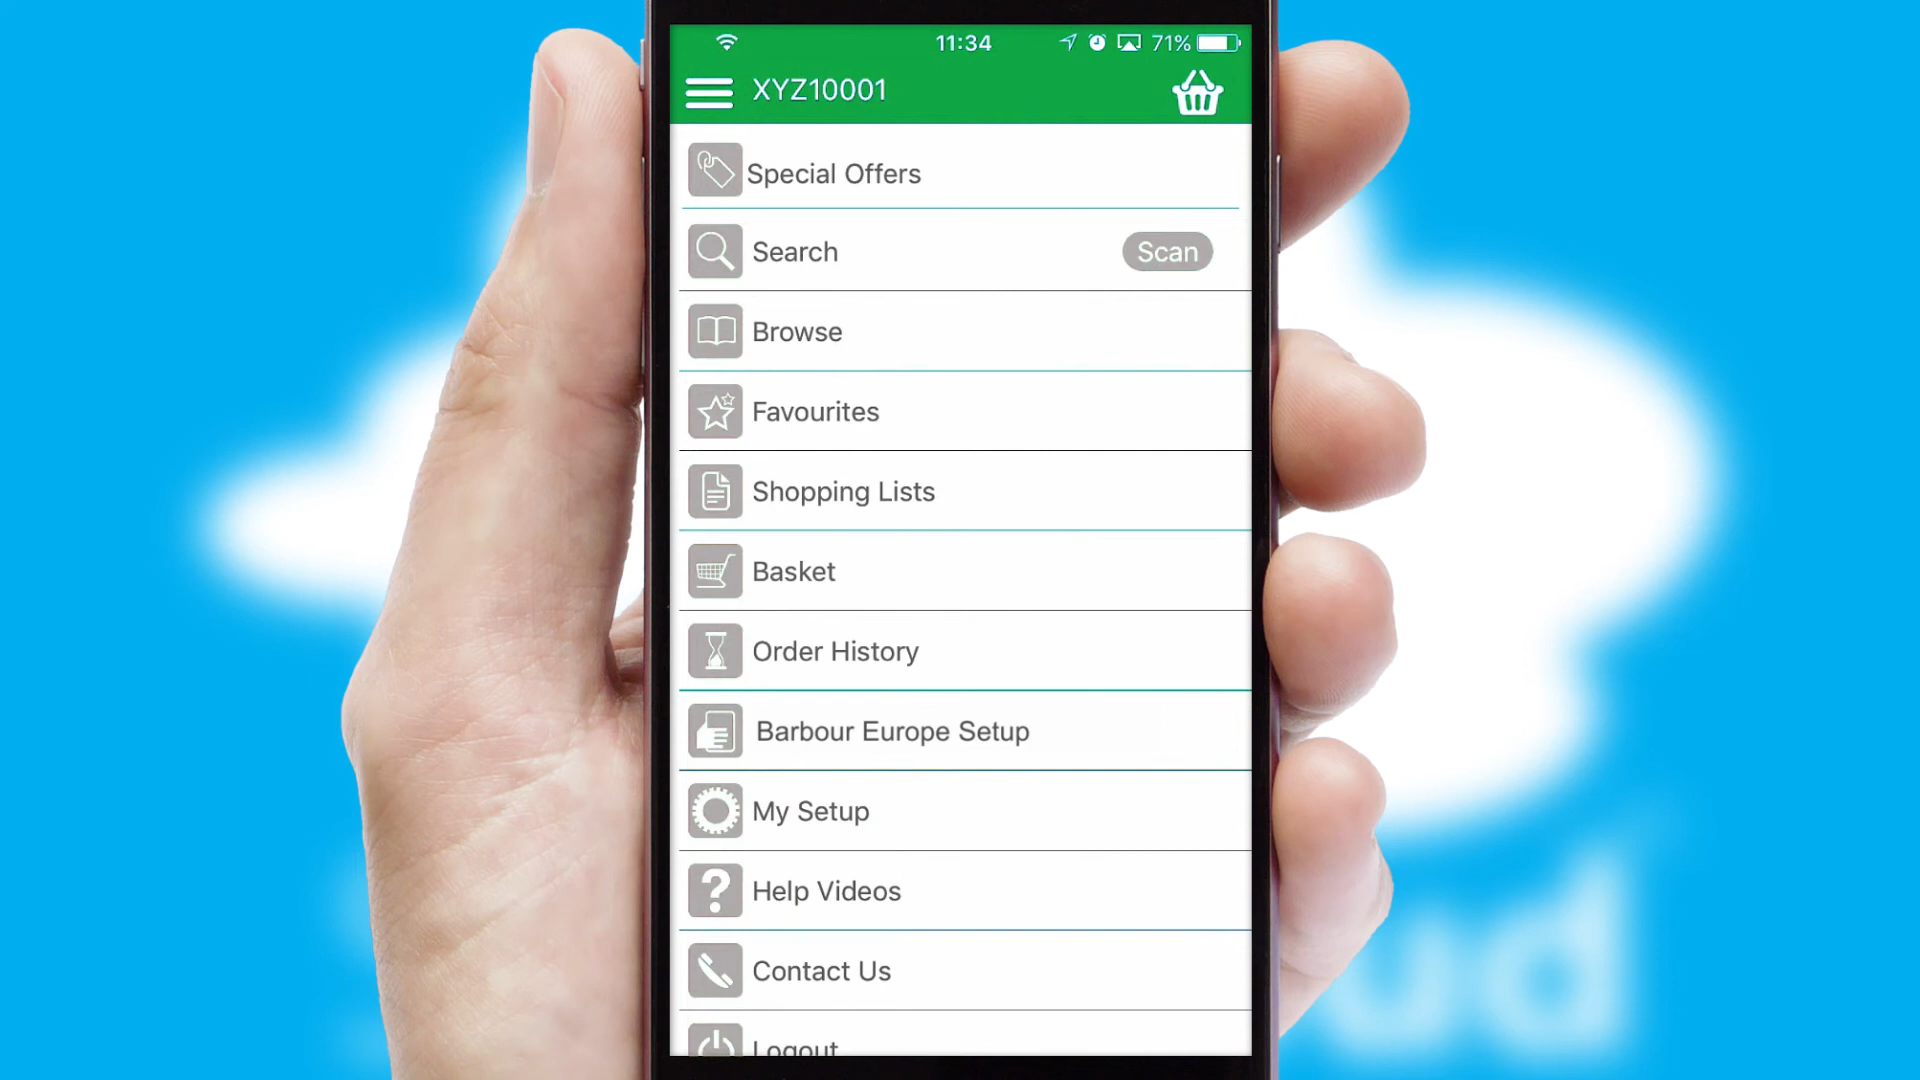 11:34
71%
XYZ10001
Special Offers
Search
Scan
Browse
Favourites
Shopping Lists
Basket
Order History
Barbour Europe Setup
My Setup
Help Videos
Contact Us
Logout
ud